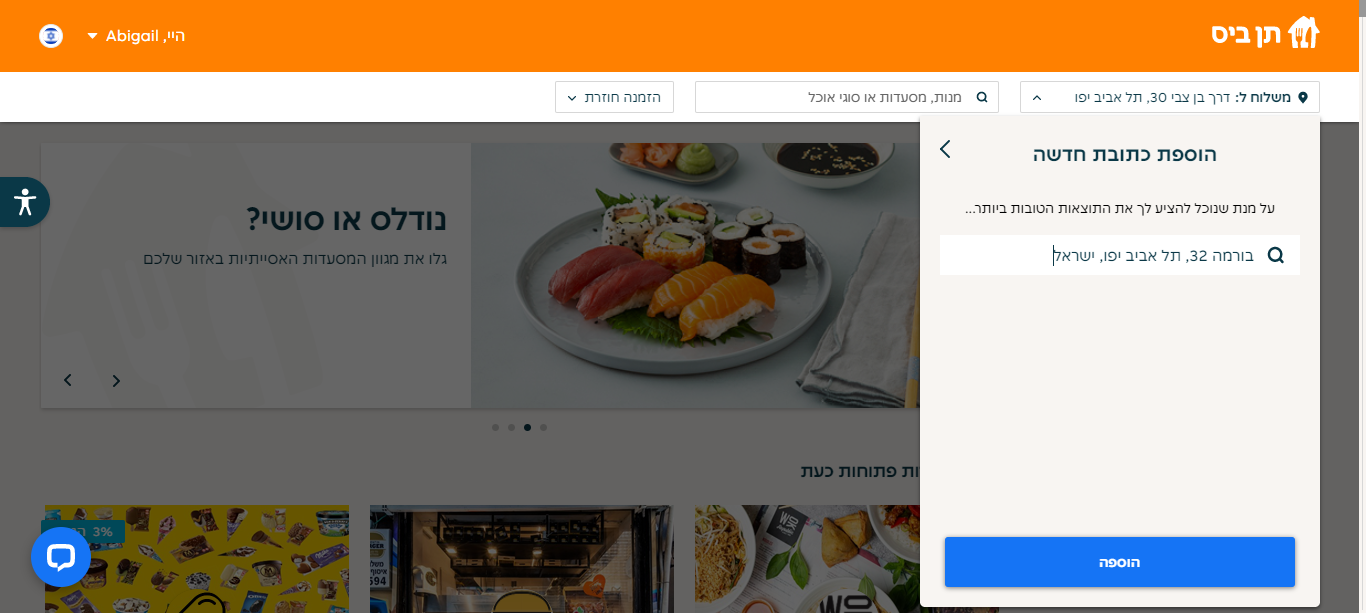 תן ביס
היי, Abigail
משלוח ל: דרך בן צבי 30, תל אביב יפו
מנות, מסעדות או סוגי אוכל
הזמנה חוזרת
הוספת כתובת חדשה
על מנת שנוכל להציע לך את התוצאות הטובות ביותר...
בורמה 32, תל אביב יפו, ישראל
הוספה
נודלס או סושי?
גלו את מגוון המסעדות האסייתיות באזור שלכם
פתוחות כעת
3%
WOK